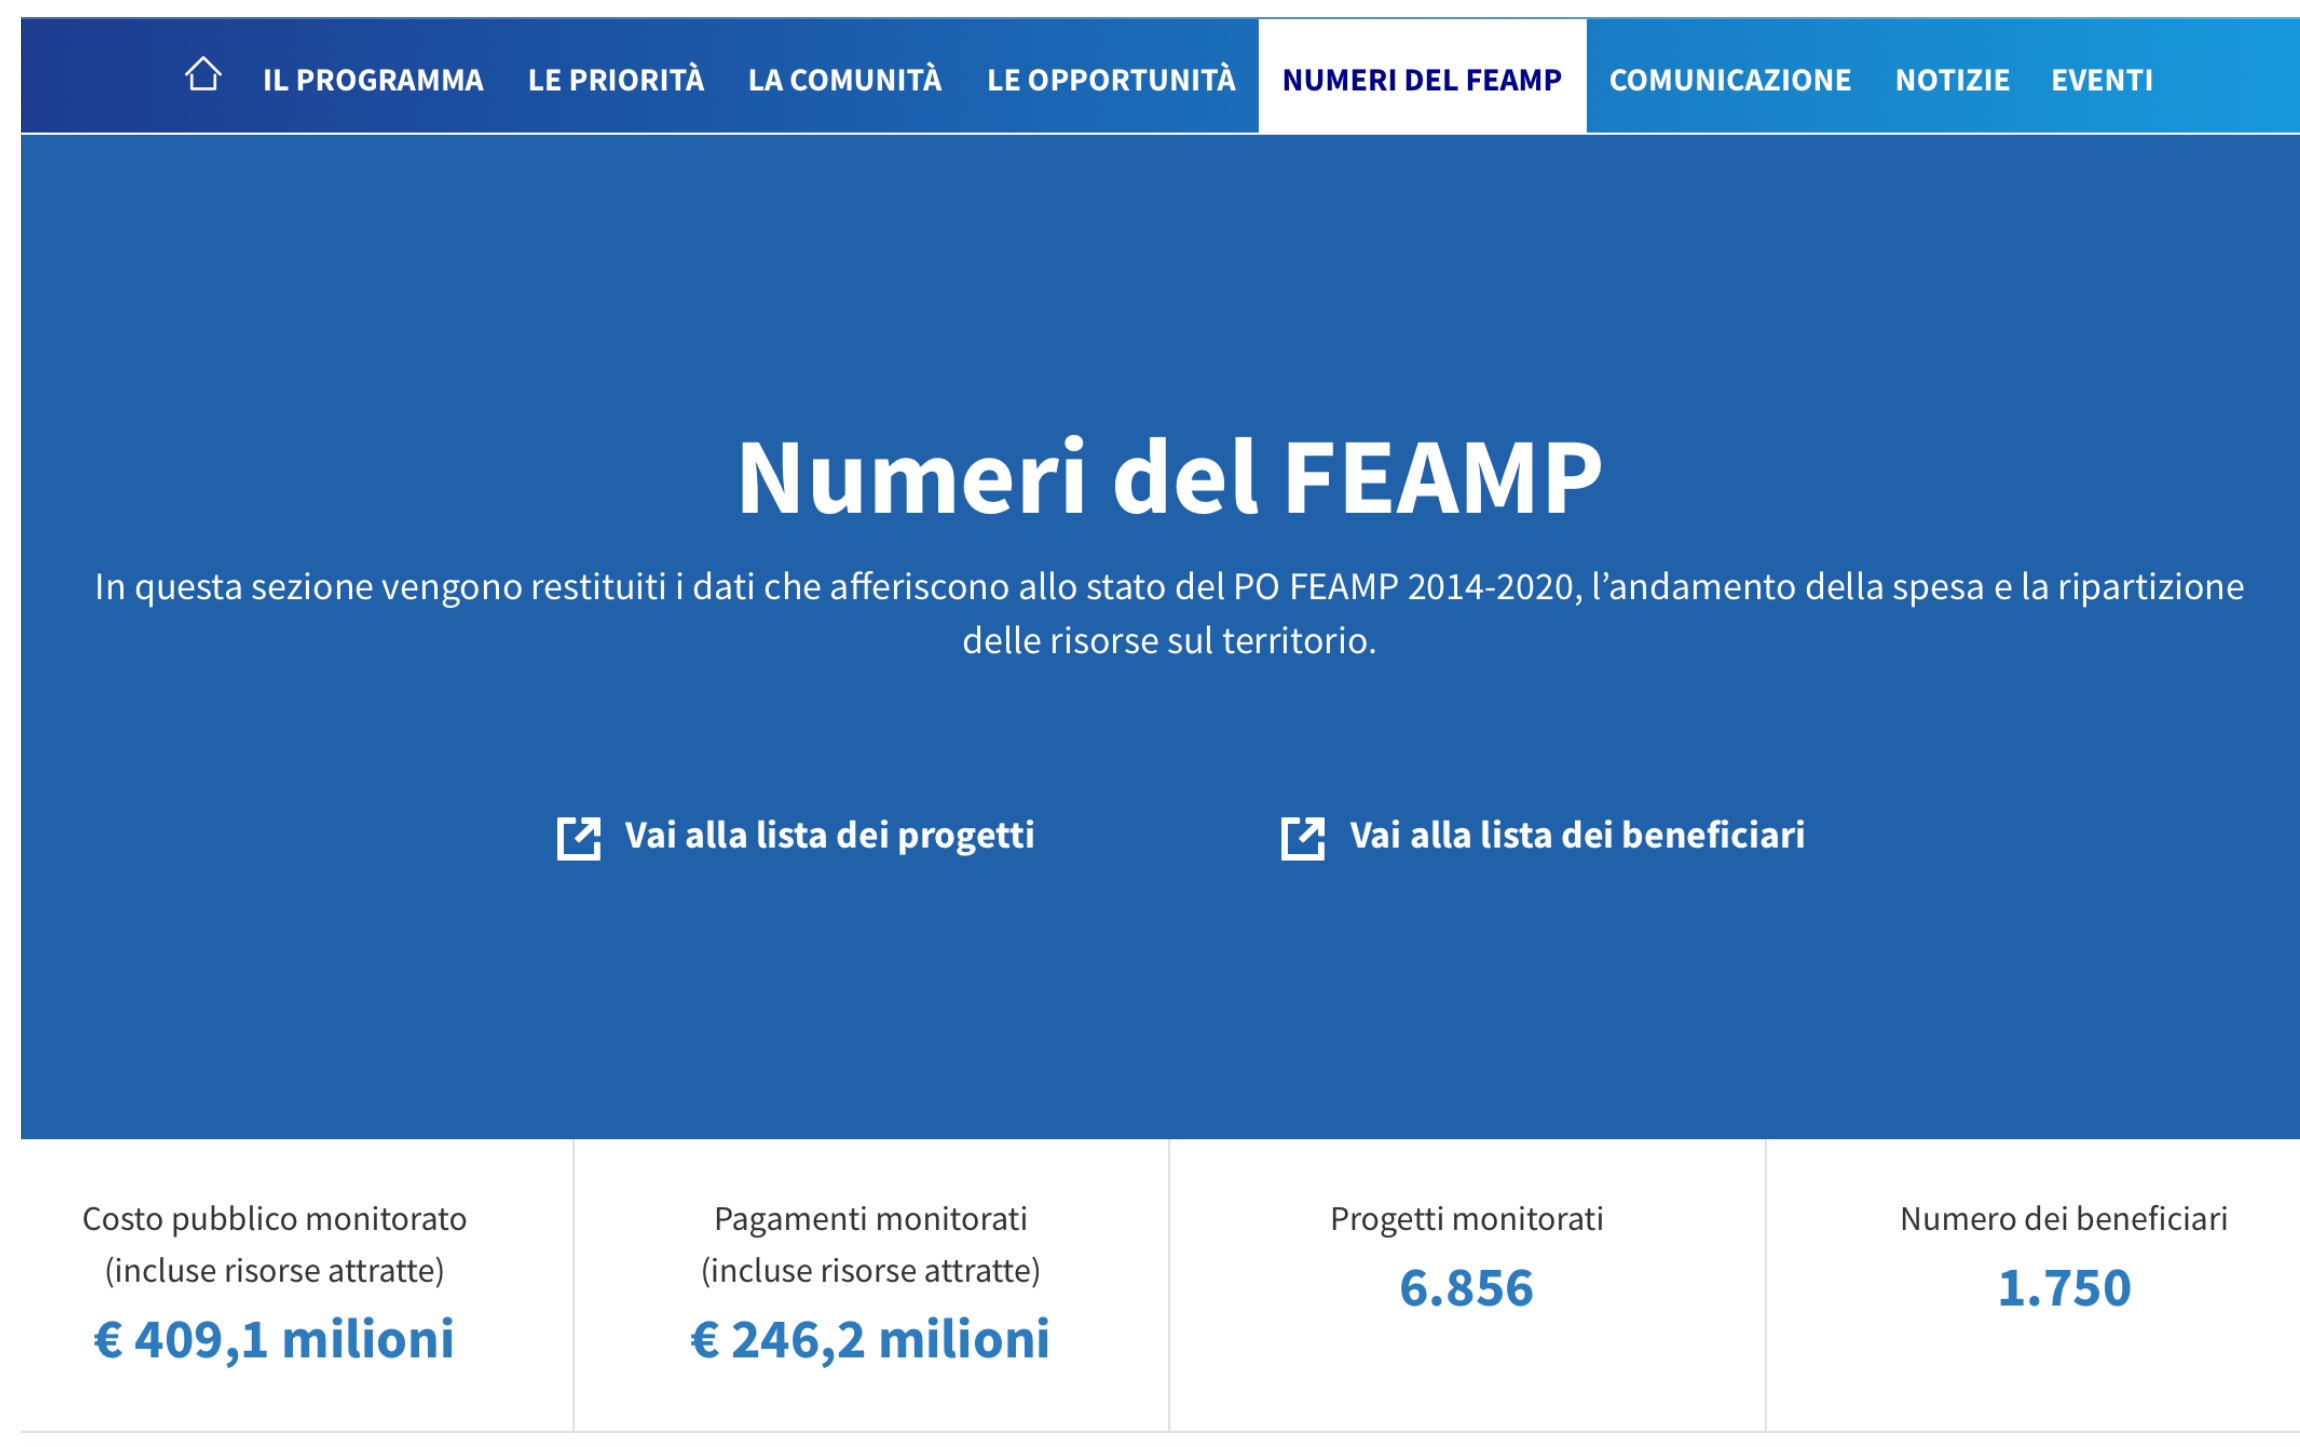 IL PROGRAMMA LE PRIORITÀ LA COMUNITÀ LE OPPORTUNITÀ NUMERI DEL FEAMP COMUNICAZIONE NOTIZIE EVENTI
Numeri del FEAMP
In questa sezione vengono restituiti i dati che afferiscono allo stato del PO FEAMP 2014-2020, l’andamento della spesa e la ripartizione
delle risorse sul territorio.
Vai alla lista dei progetti
Vai alla lista dei beneficiari
Costo pubblico monitorato
(incluse risorse attratte)
€ 409,1 milioni
Pagamenti monitorati
(incluse risorse attratte)
€ 246,2 milioni
Progetti monitorati
6.856
Numero dei beneficiari
1.750